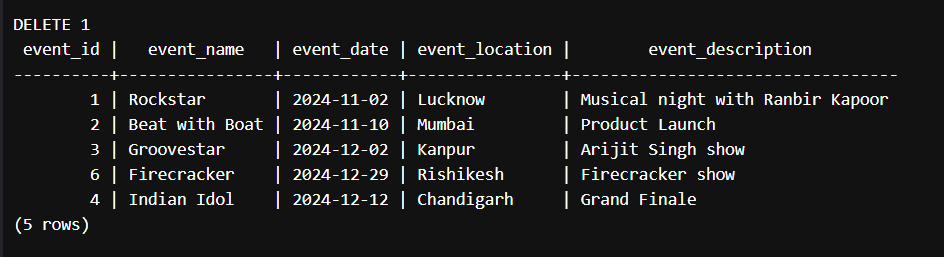 DELETE 1
 event_id |   event_name   | event_date | event_location |        event_description
----------+----------------+------------+----------------+---------------------------------
        1 | Rockstar       | 2024-11-02 | Lucknow        | Musical night with Ranbir Kapoor
        2 | Beat with Boat | 2024-11-10 | Mumbai         | Product Launch
        3 | Groovestar     | 2024-12-02 | Kanpur         | Arijit Singh show
        6 | Firecracker    | 2024-12-29 | Rishikesh      | Firecracker show
        4 | Indian Idol    | 2024-12-12 | Chandigarh     | Grand Finale
(5 rows)